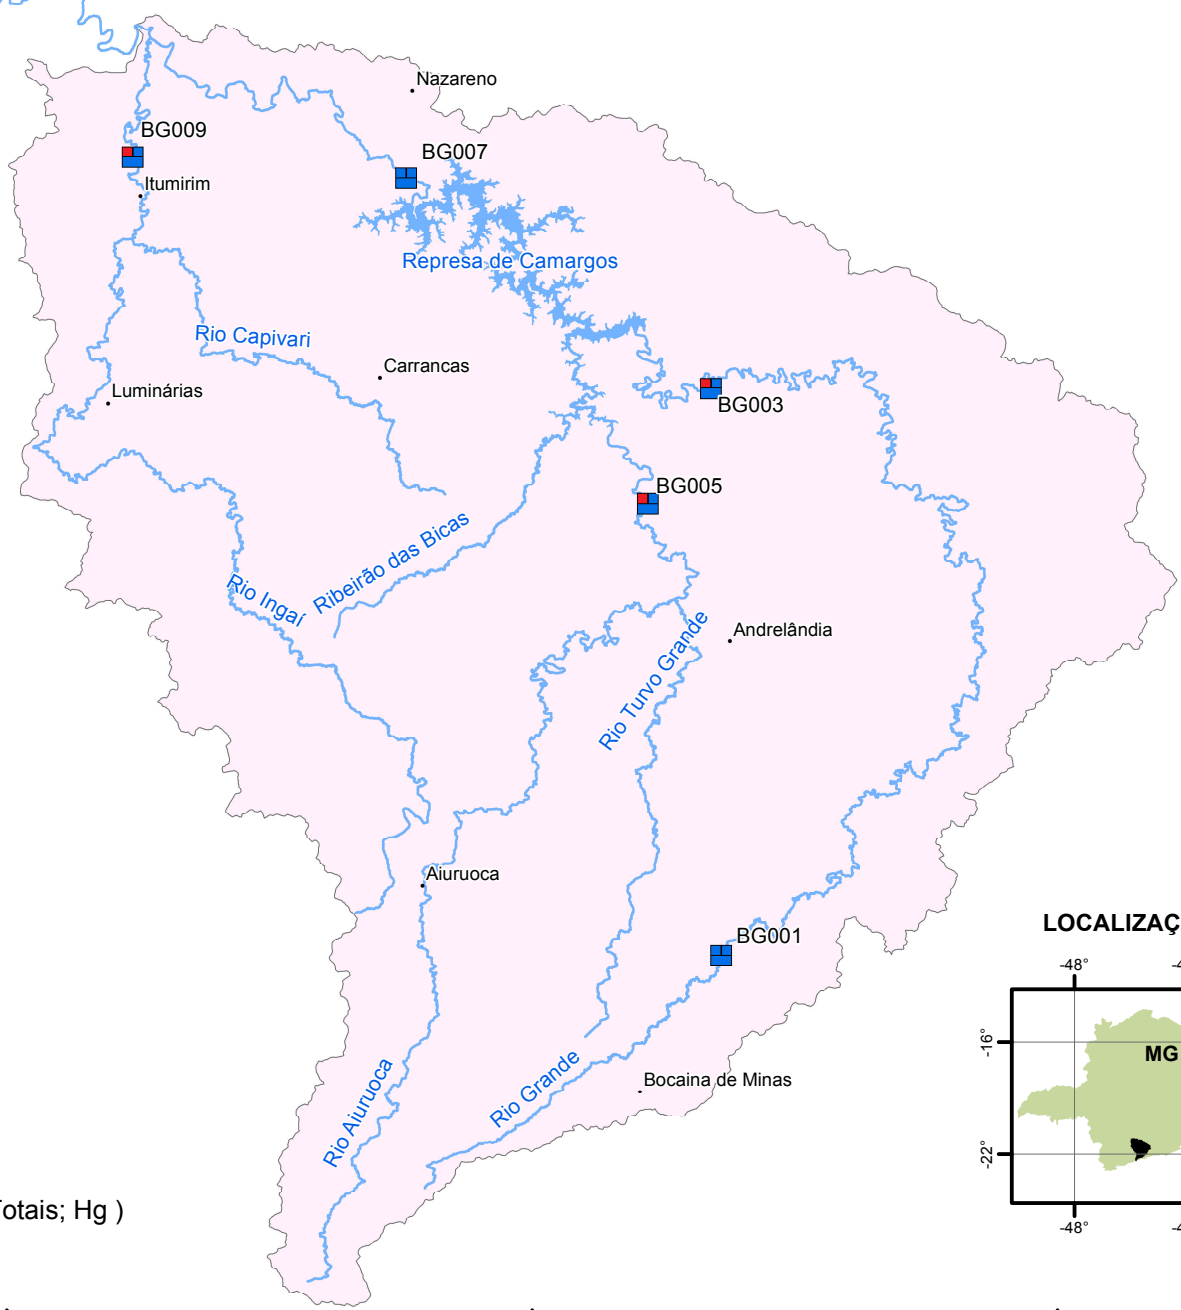 Nazareno
BG009
BG007
Itumirim
Represa de Camargos
Rio Capivari
Carrancas
Luminárias
BG003
BG005
Ribeirão das Bicas
Rio Ingaí
Andrelândia
Rio Turvo Grande
Aiuruoca
BG001
LOCALIZAÇ
-48°
-4
-16°
MG
Bocaina de Minas
Rio Grande
Rio Aiuruoca
-22°
otais; Hg )
-48°
-4